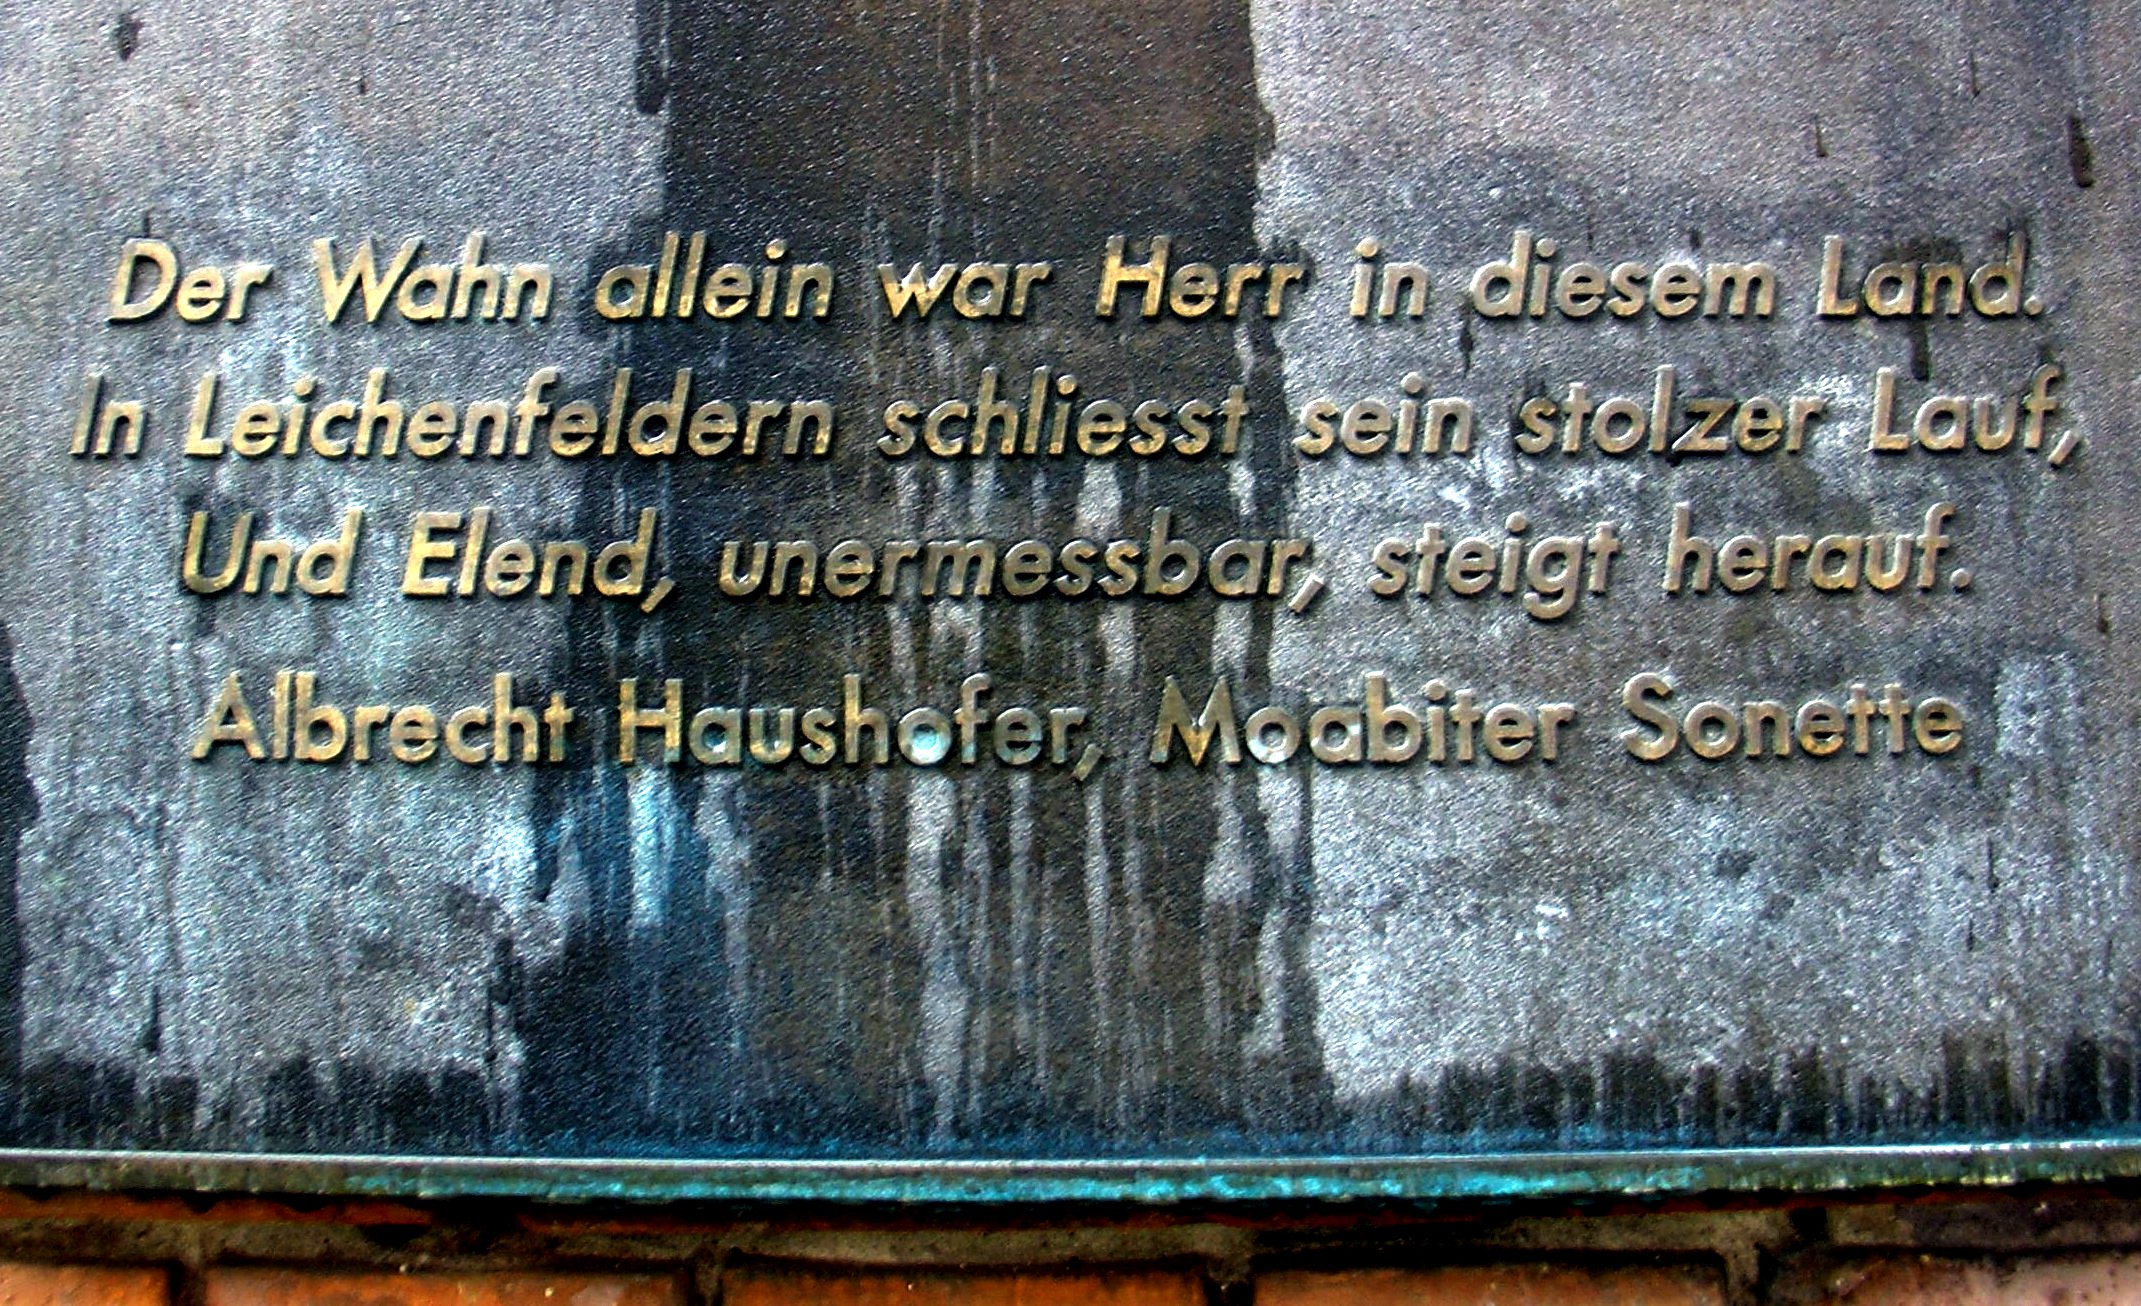 Der Wahn allein war Herr in diesem Land.
In Leichenfeldern schliesst sein stolzer Lauf,
Und Elend, unermessbar, steigt herauf.
Albrecht Haushofer, Moabiter Sonette